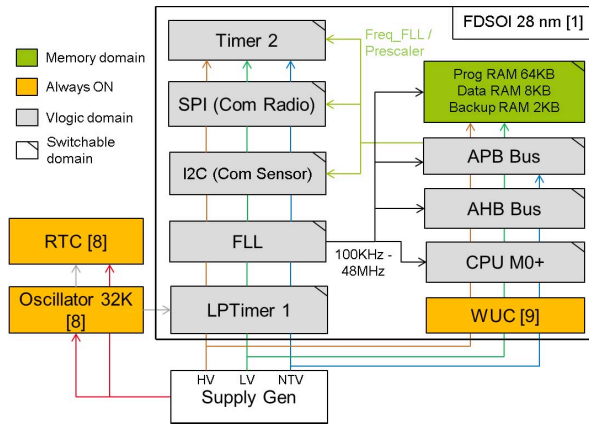 FDSOI 28 nm [1]
Memory domain
Always ON
Vlogic domain
Switchable
domain
Timer 2
Freq_FLL /
Prescaler
SPI (Com Radio)
I2C (Com Sensor)
FLL
LPTimer 1
100KHz -
48MHz
Prog RAM 64KB
Data RAM 8KB
Backup RAM 2KB
APB Bus
AHB Bus
CPU M0+
WUC [9]
RTC [8]
Oscillator 32K
[8]
HV LV NTV
Supply Gen